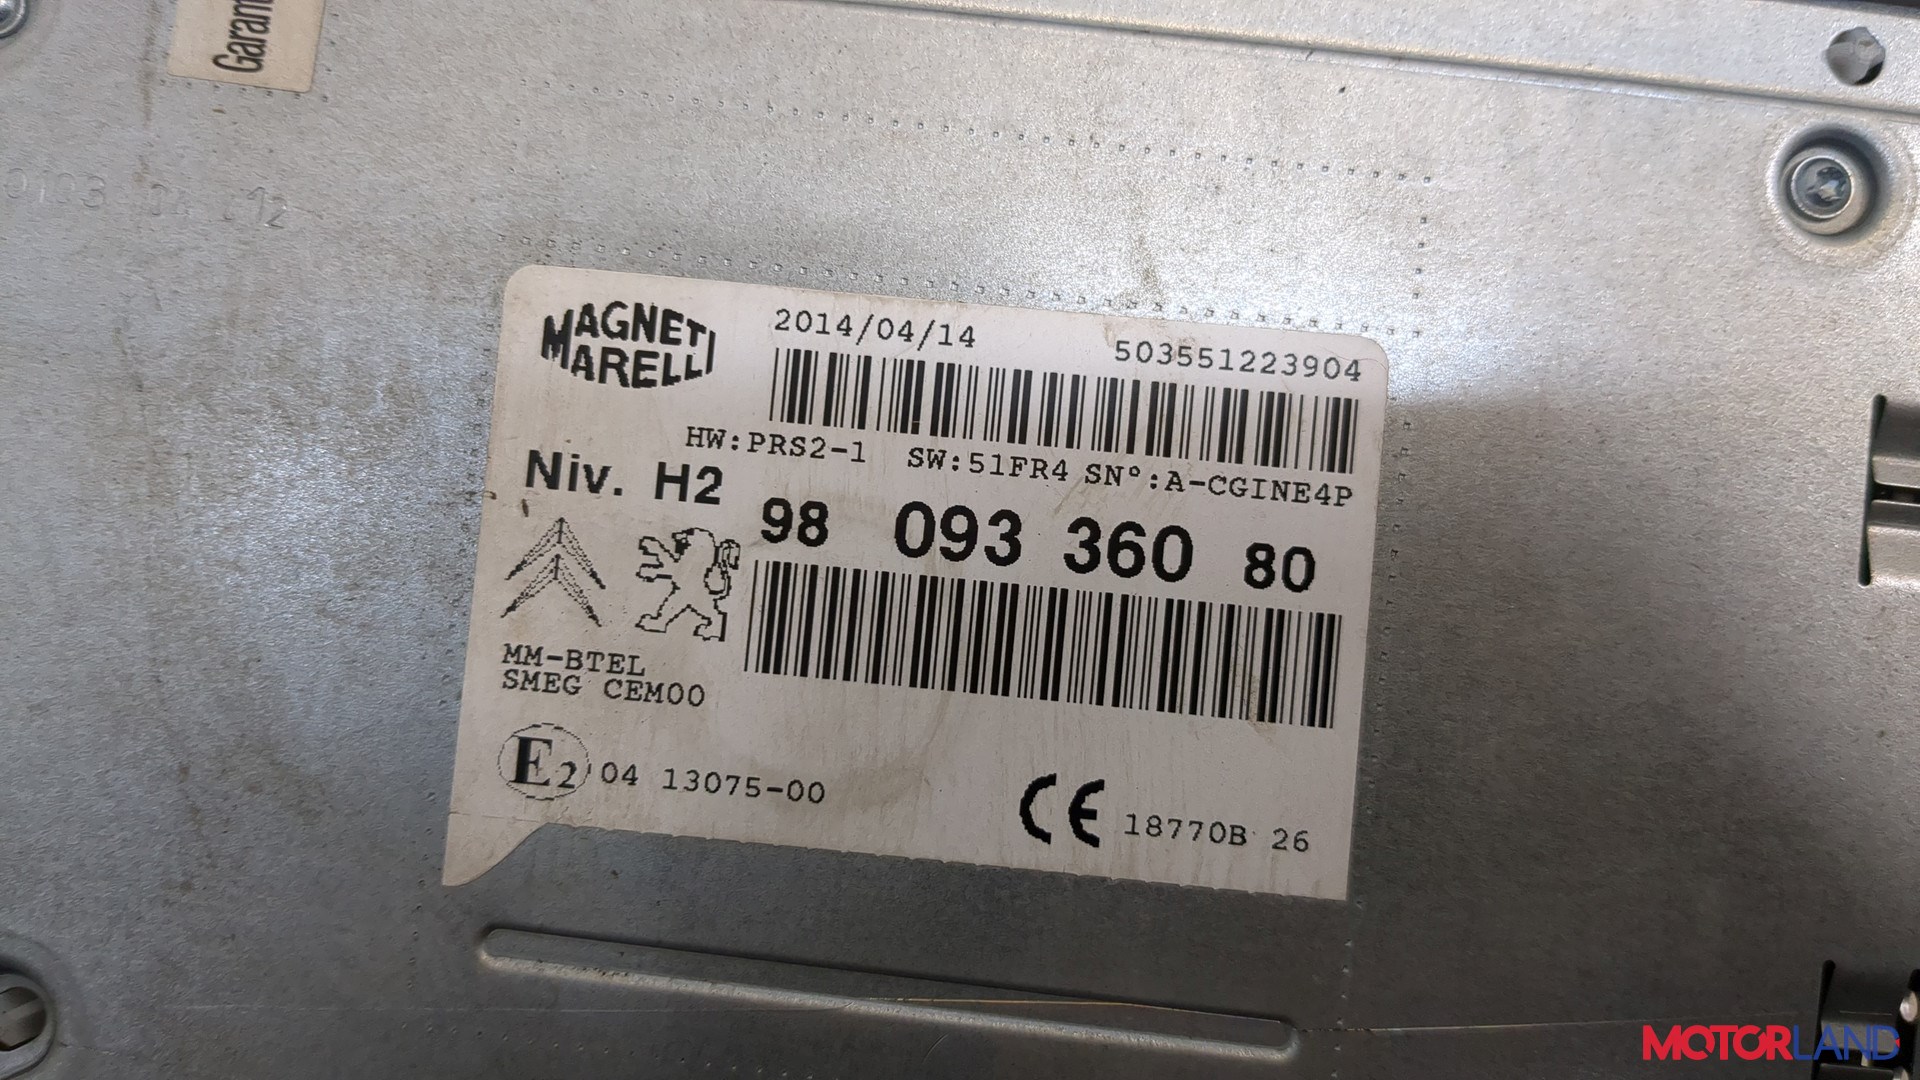 Garan
MAGNETI
MARELLI
2014/04/14
503551223904
HW:PRS2-1 SW:51FR4 SN°:A-CGINE4P
Niv. H2
98 093 360 80
MM-BTEL
SMEG CEM00
E2 04 13075-00
CE 18770B 26
MOTORLAND